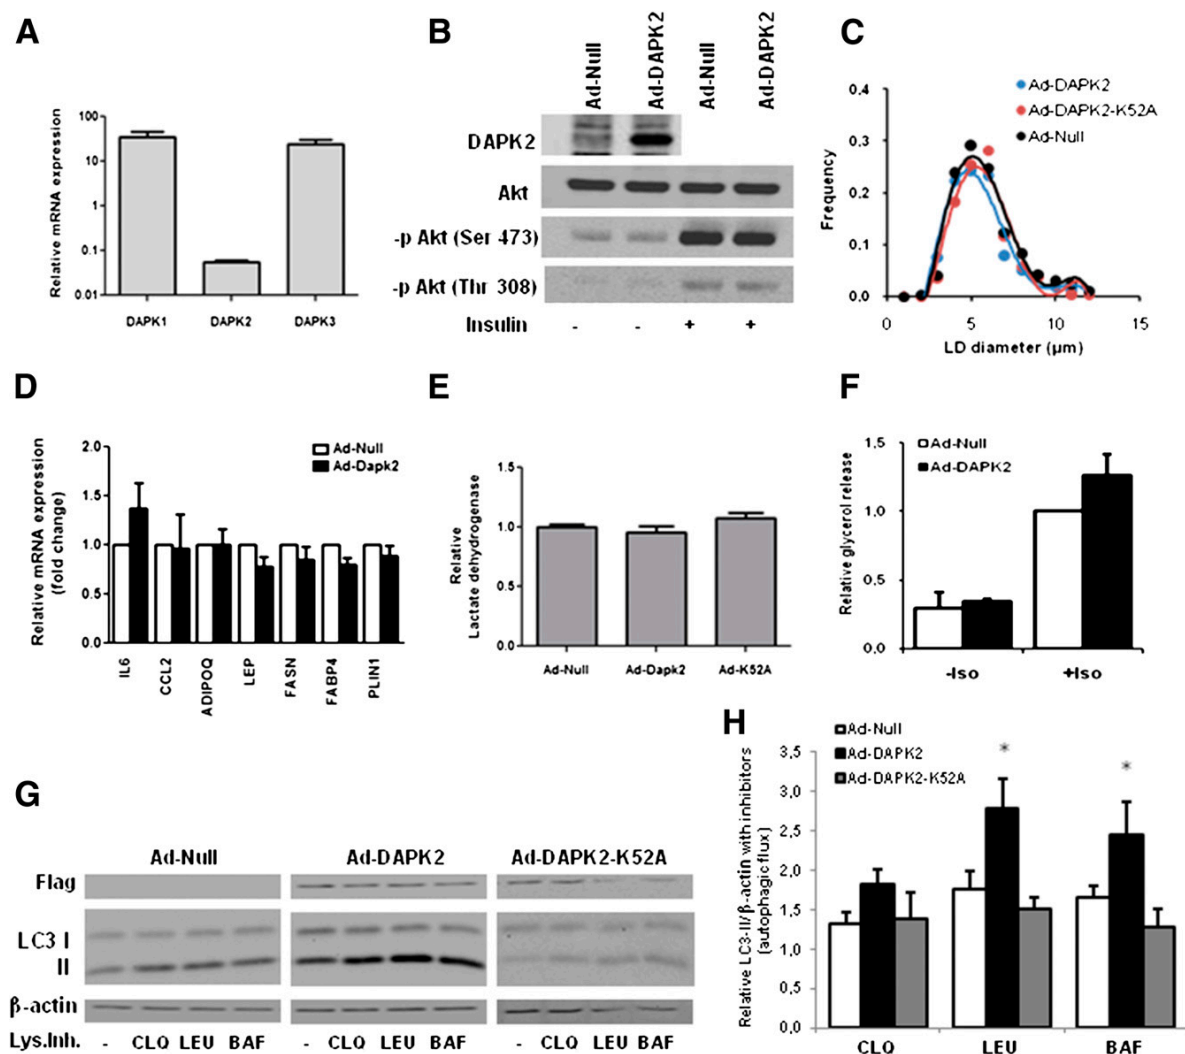 A
Relative mRNA expression
100
10
1
0.1
0.01
DAPK1 DAPK2 DAPK3
B
Ad-Null Ad-DAPK2 Ad-Null Ad-DAPK2
DAPK2
Akt
-p Akt (Ser 473)
-p Akt (Thr 308)
Insulin - - + +
C
Ad-DAPK2
Ad-DAPK2-K52A
Ad-Null
Frequency
0.4
0.3
0.2
0.1
0.0
0 5 10 15
LD diameter (µm)
D
Relative mRNA expression
(fold change)
Ad-Null
Ad-Dapk2
2.0
1.5
1.0
0.5
0.0
IL6 CCL2 ADIPOQ LEP FASN FABP4 PLIN1
E
Relative
Lactate dehydrogenase
1.5
1.0
0.5
0.0
Ad-Null Ad-Dapk2 Ad-K52A
F
Relative glycerol release
Ad-Null
Ad-DAPK2
1.5
1.0
0.5
0.0
-Iso +Iso
G
Ad-Null Ad-DAPK2 Ad-DAPK2-K52A
Flag
LC3 I
II
β-actin
Lys.Inh. - CLQ LEU BAF - CLQ LEU BAF - CLQ LEU BAF
H
Ad-Null
Ad-DAPK2
Ad-DAPK2-K52A
Relative LC3-II/β-actin with inhibitors
(autophagic flux)
3,5
3,0
2,5
2,0
1,5
1,0
0,5
0,0
* *
CLQ LEU BAF